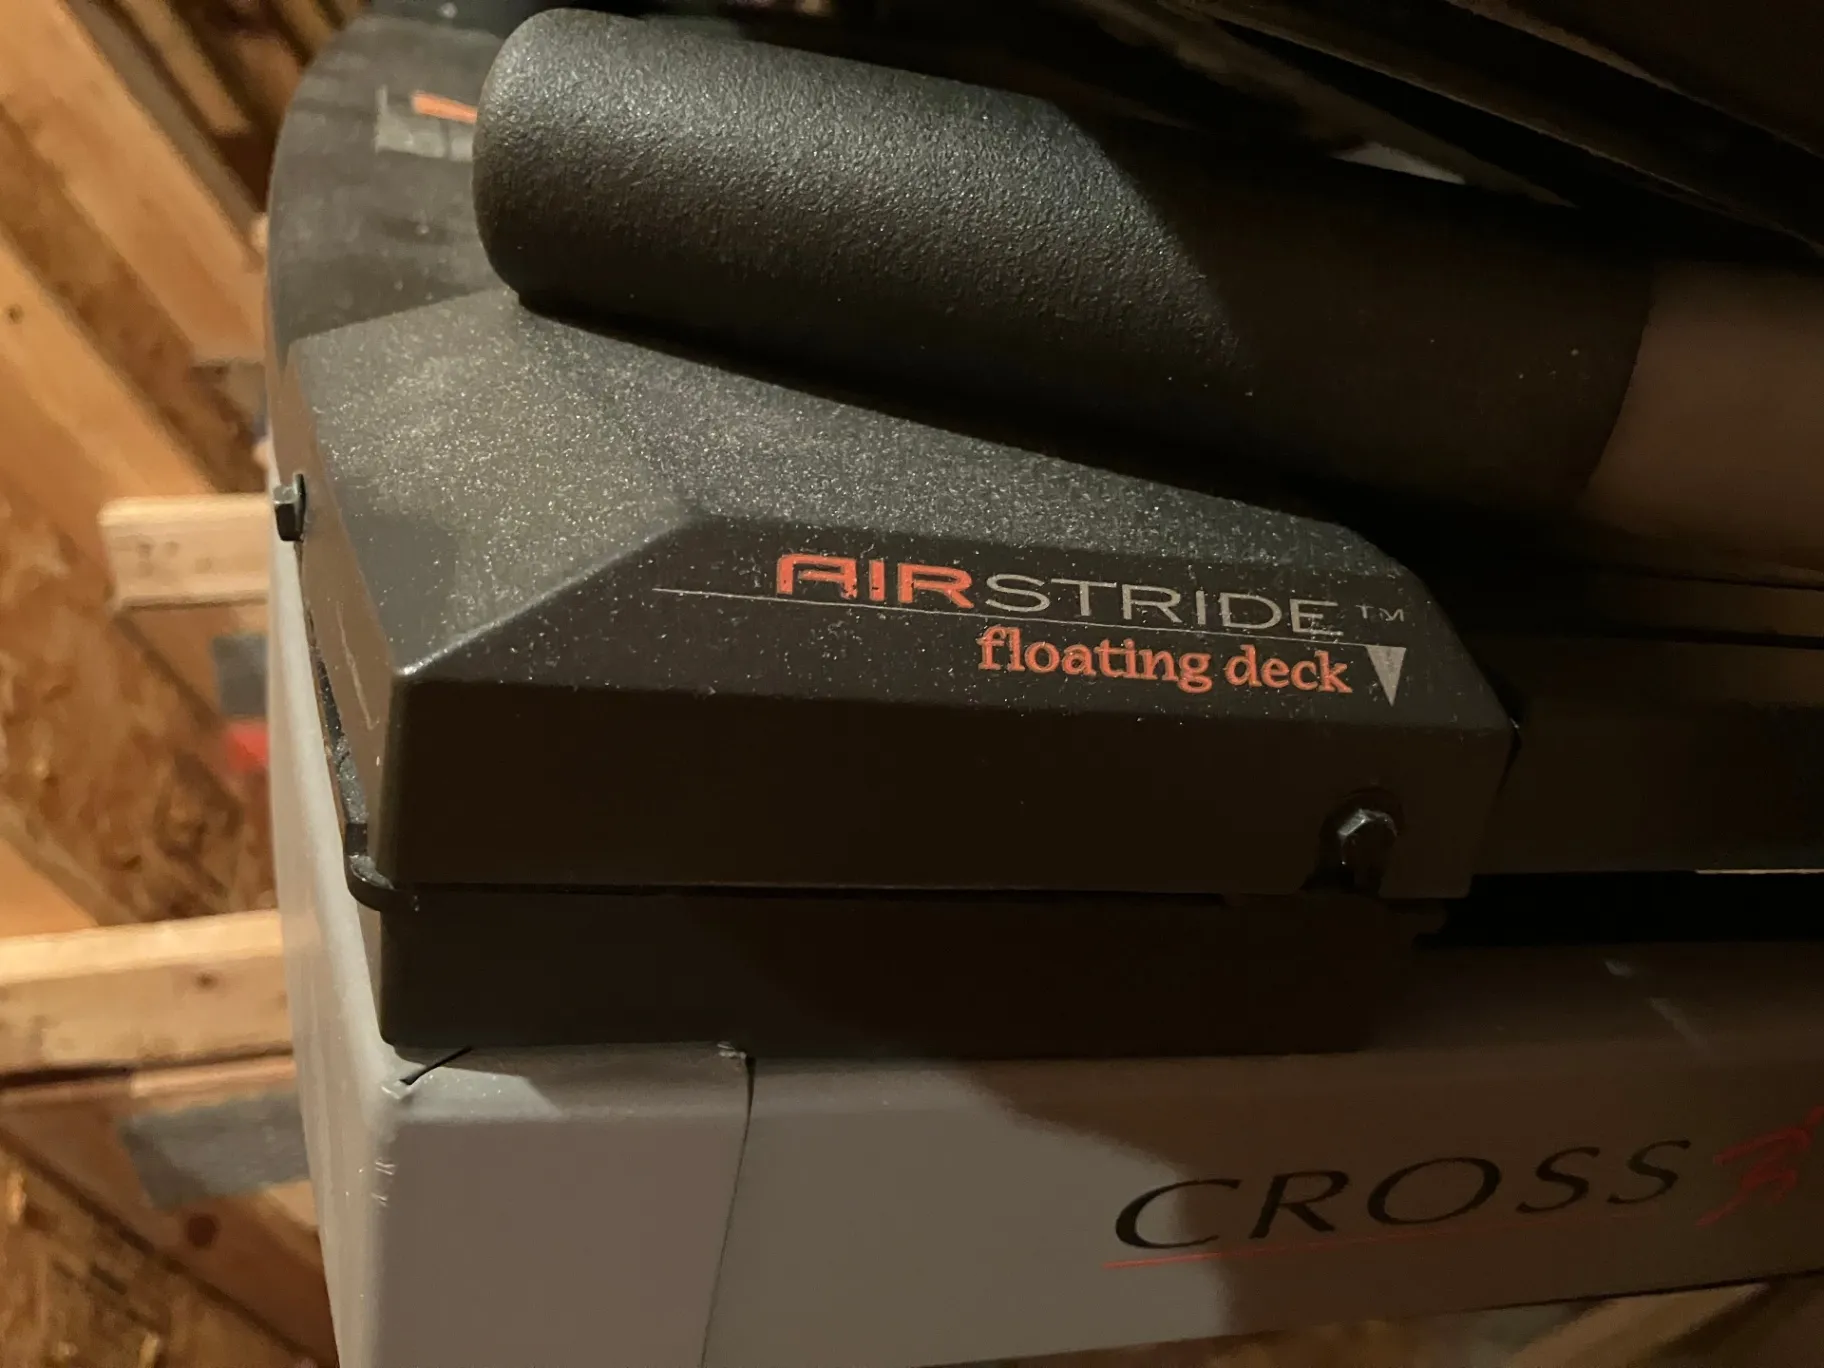 AIRSTRIDE™
floating deck
CROSS